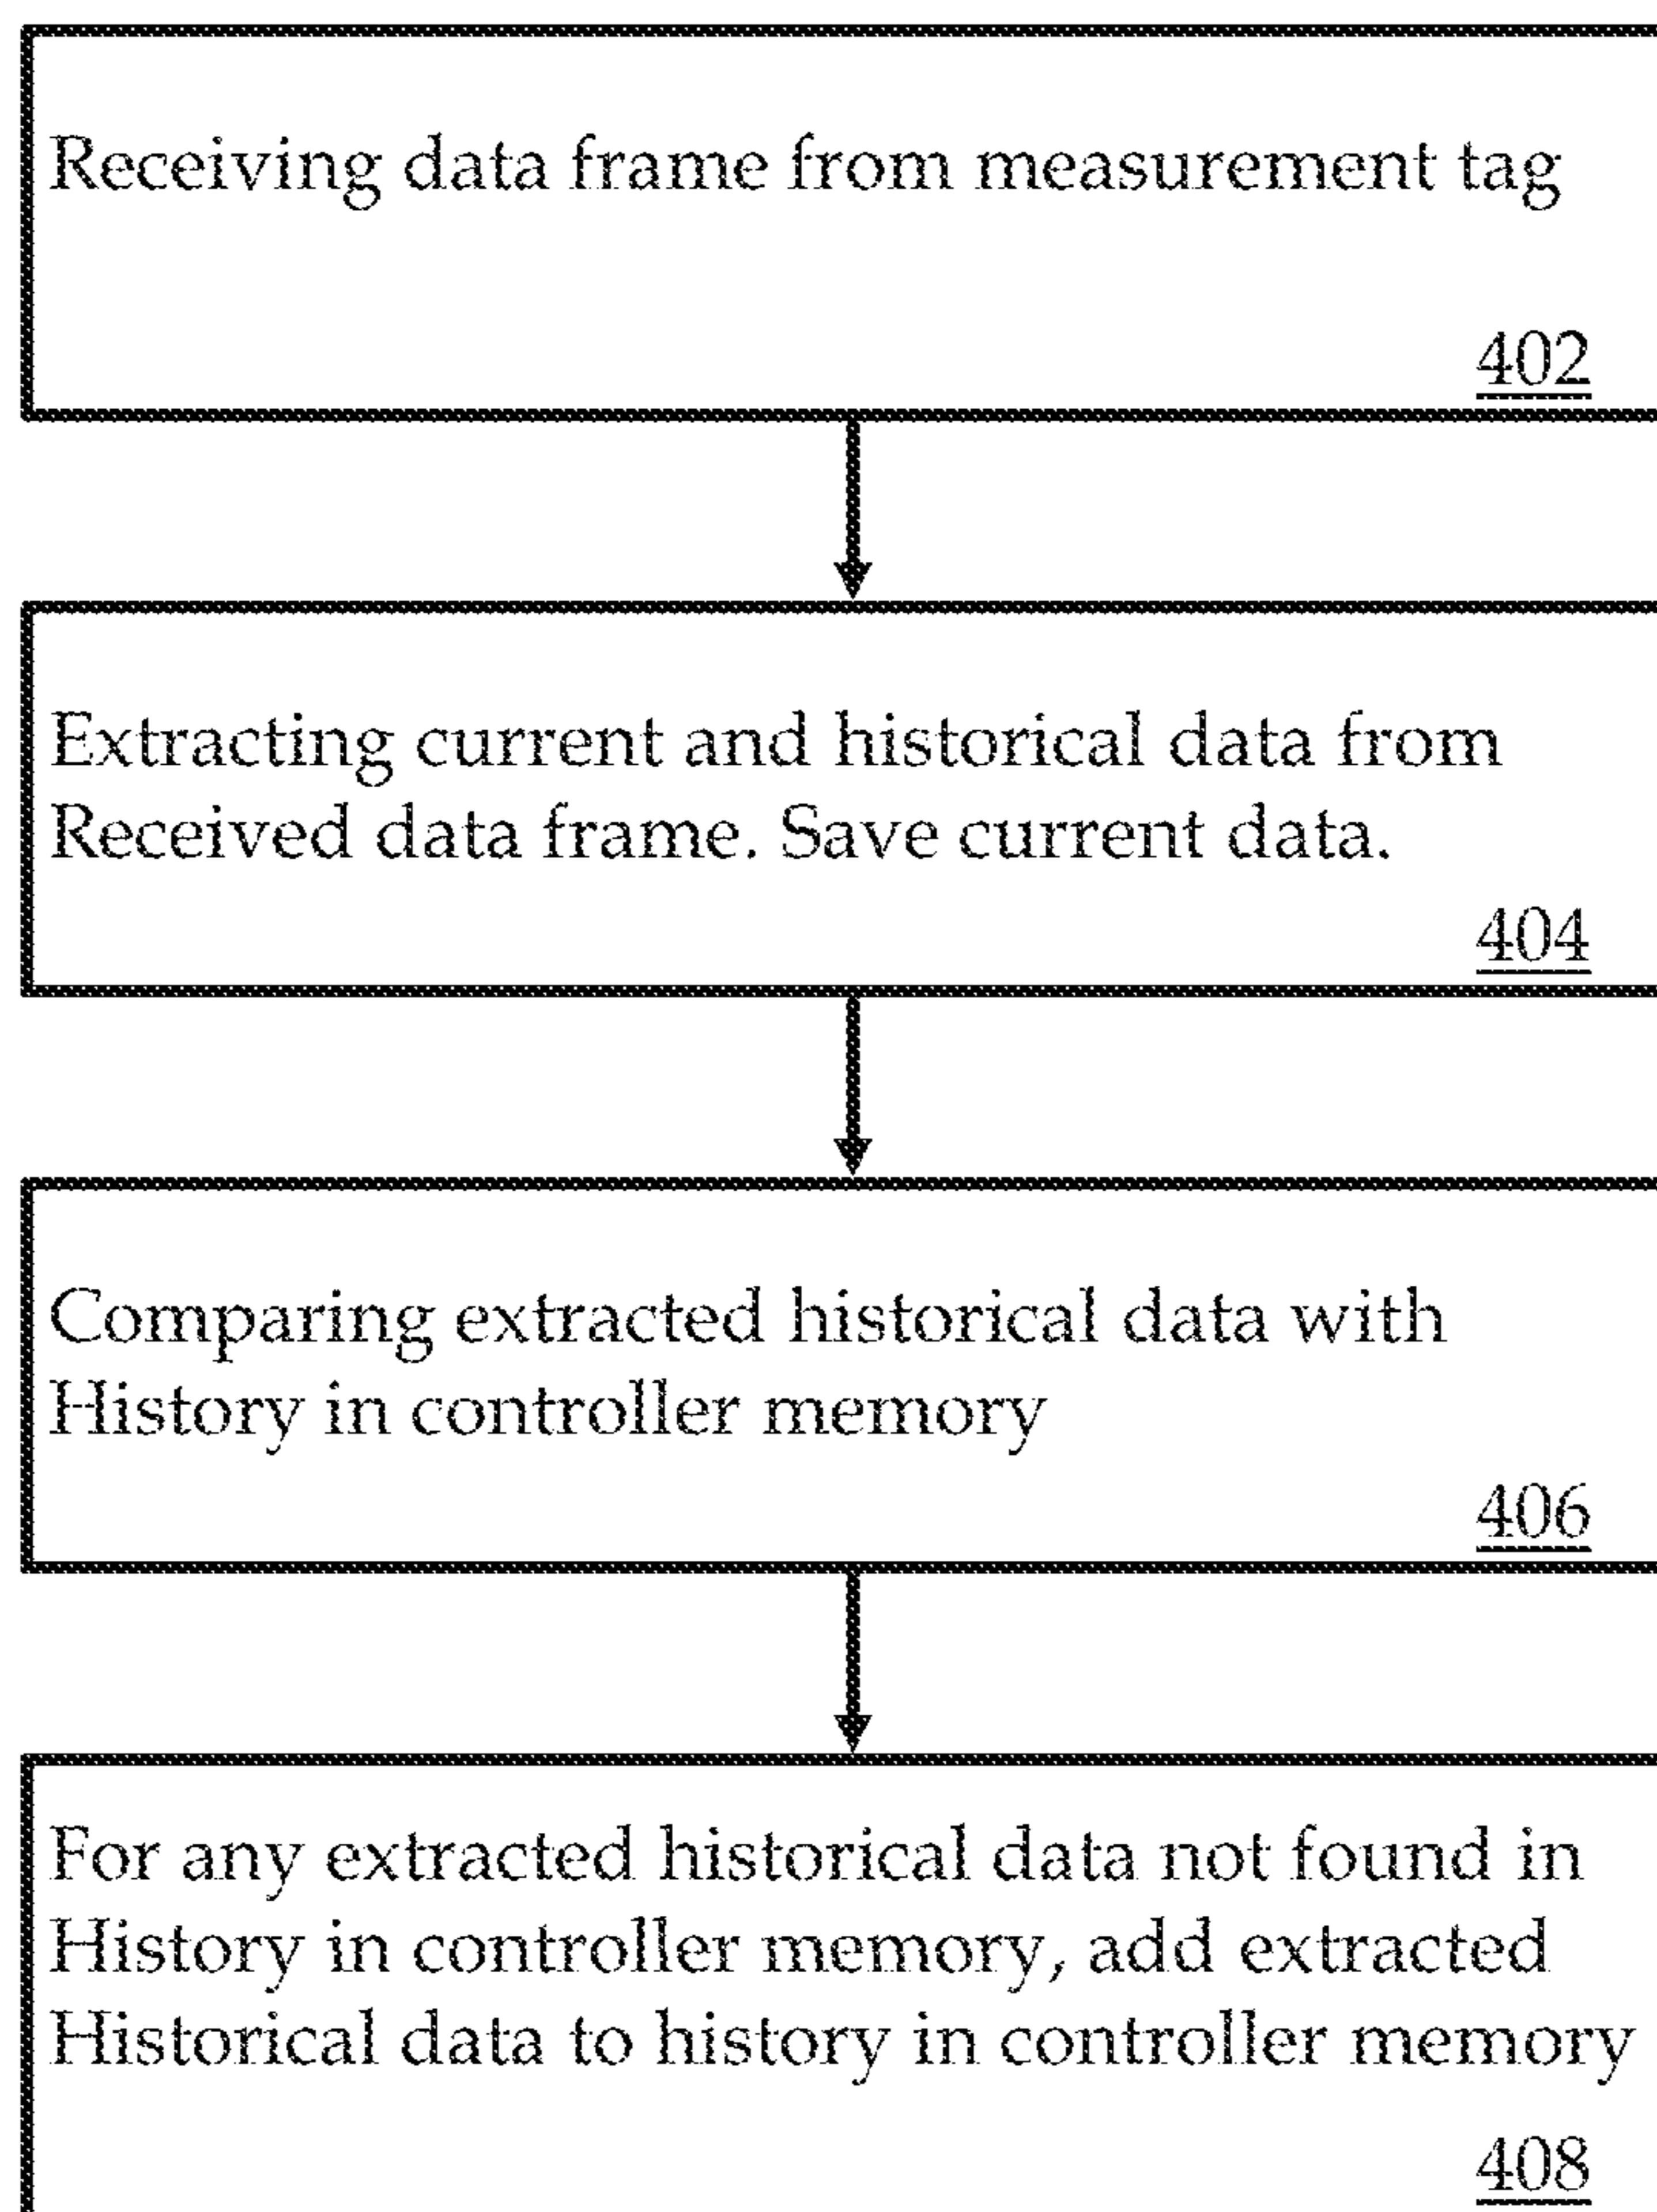 Receiving data frame from measurement tag
402
Extracting current and historical data from
Received data frame. Save current data.
404
Comparing extracted historical data with
History in controller memory
406
For any extracted historical data not found in
History in controller memory, add extracted
Historical data to history in controller memory
408